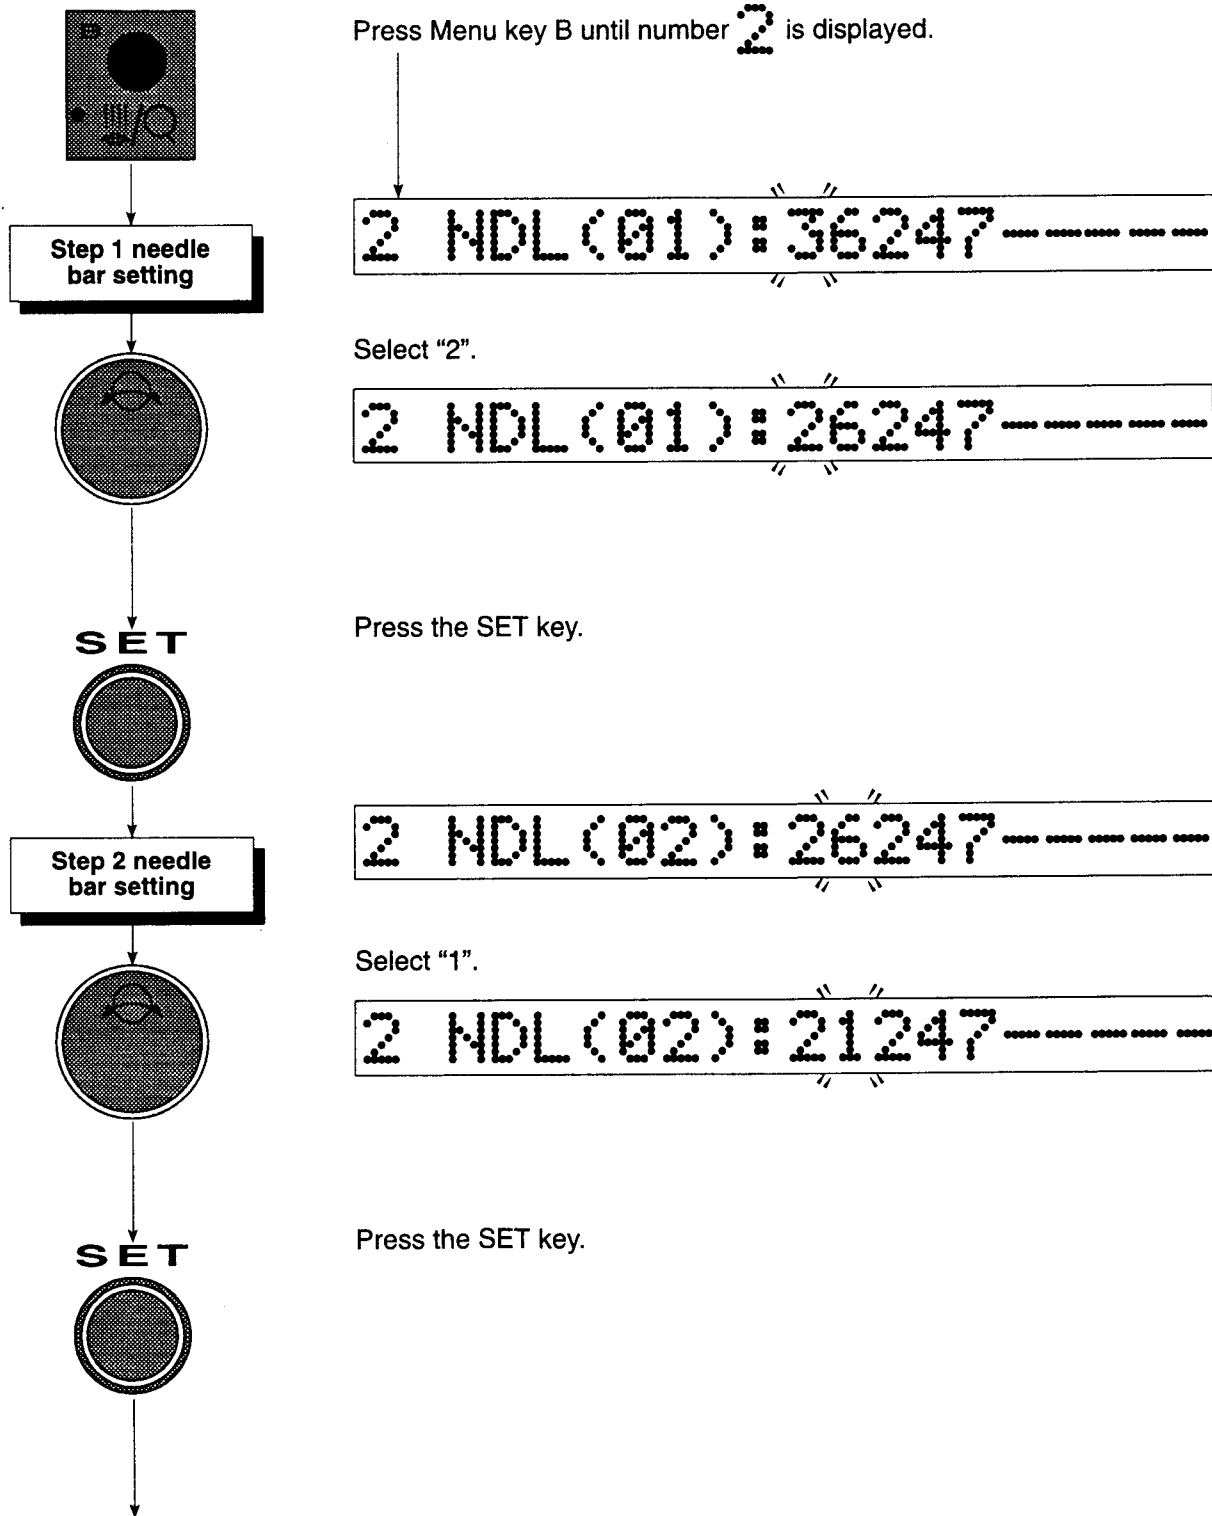 Press Menu key B until number 2 is displayed.
B
Step 1 needle
bar setting
2 NDL(01):36247-----
Select “2”.
2 NDL(01):26247-----
SET
Press the SET key.
Step 2 needle
bar setting
2 NDL(02):26247-----
Select “1”.
2 NDL(02):21247-----
SET
Press the SET key.